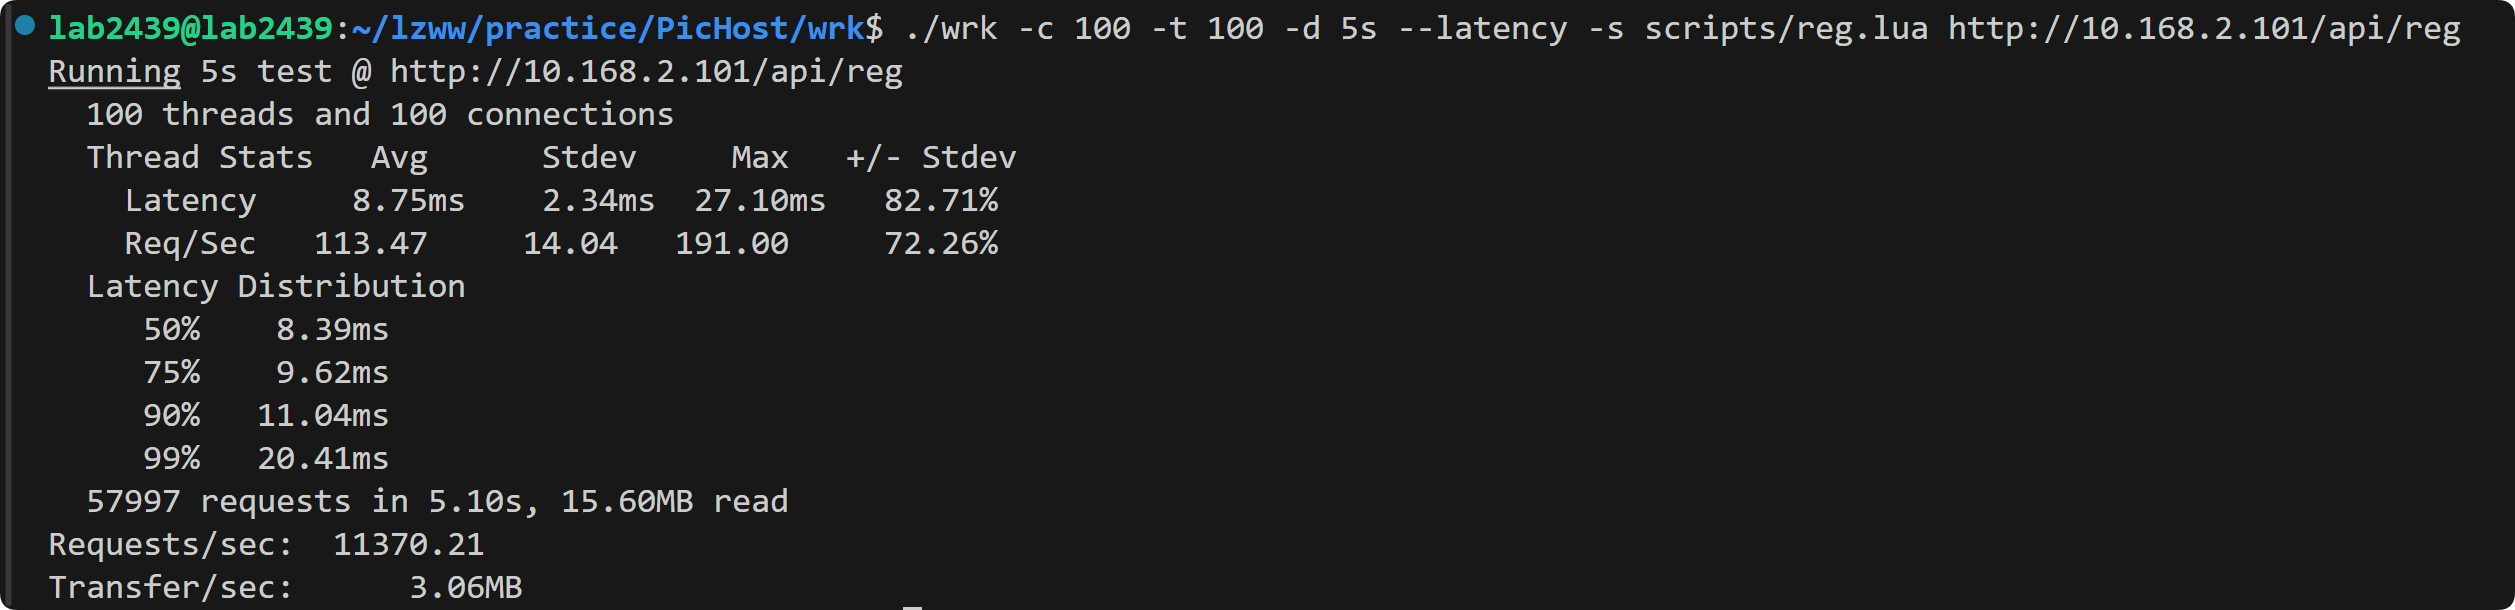 lab2439@lab2439:~/lzww/practice/PicHost/wrk$ ./wrk -c 100 -t 100 -d 5s --latency -s scripts/reg.lua http://10.168.2.101/api/reg
Running 5s test @ http://10.168.2.101/api/reg
  100 threads and 100 connections
  Thread Stats   Avg      Stdev     Max   +/- Stdev
    Latency     8.75ms    2.34ms  27.10ms   82.71%
    Req/Sec   113.47     14.04   191.00     72.26%
  Latency Distribution
     50%    8.39ms
     75%    9.62ms
     90%   11.04ms
     99%   20.41ms
  57997 requests in 5.10s, 15.60MB read
Requests/sec:  11370.21
Transfer/sec:      3.06MB